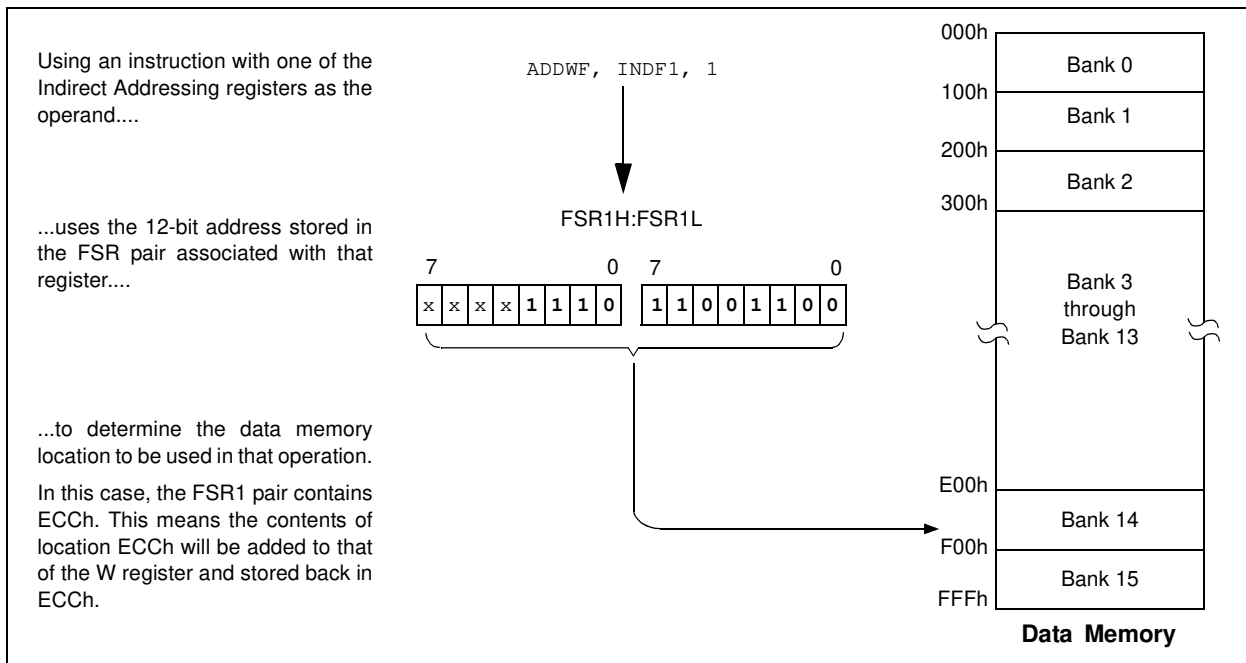 Using an instruction with one of the
Indirect Addressing registers as the
operand....
ADDWF, INDF1, 1
...uses the 12-bit address stored in
the FSR pair associated with that
register....
FSR1H:FSR1L
7 0 7 0
x x x x 1 1 1 0 1 1 0 0 1 1 0 0
...to determine the data memory
location to be used in that operation.
In this case, the FSR1 pair contains
ECCh. This means the contents of
location ECCh will be added to that
of the W register and stored back in
ECCh.
000h
Bank 0
100h
Bank 1
200h
Bank 2
300h
Bank 3
through
Bank 13
E00h
Bank 14
F00h
Bank 15
FFFh
Data Memory